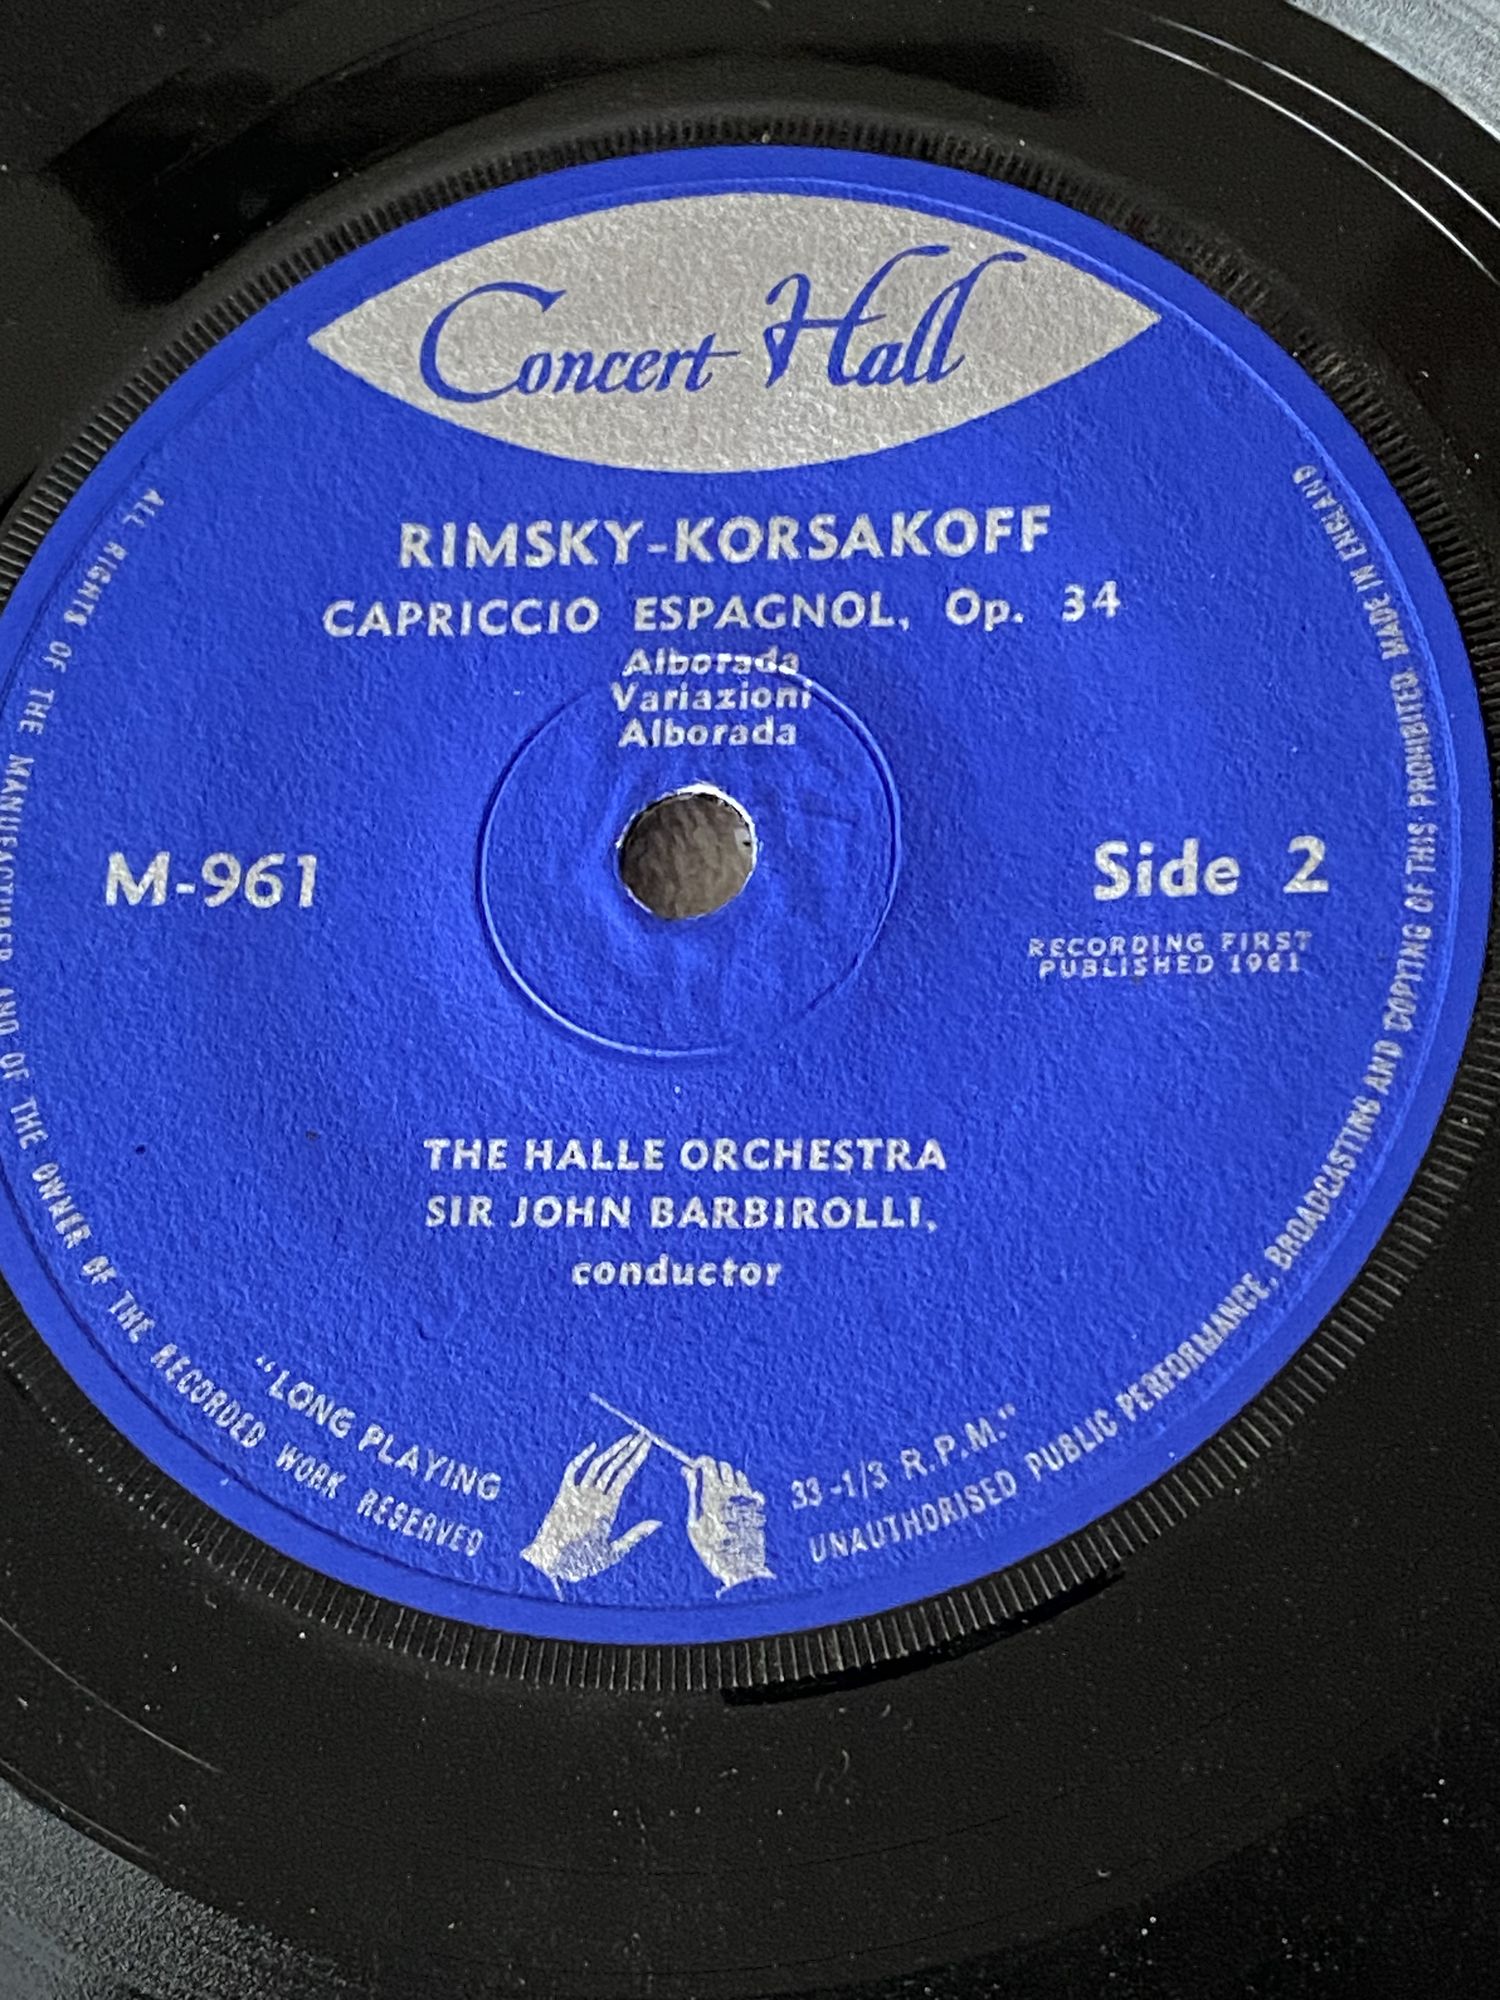 Concert Hall
RIMSKY-KORSAKOFF
CAPRICCIO ESPAGNOL, Op. 34
Alborada
Variazioni
Alborada
M-961
Side 2
RECORDING FIRST
PUBLISHED 1961
THE HALLE ORCHESTRA
SIR JOHN BARBIROLLI,
conductor
"LONG PLAYING 33-1/3 R.P.M."
ALL RIGHTS OF THE MANUFACTURER AND OF THE OWNER OF THE RECORDED WORK RESERVED UNAUTHORISED PUBLIC PERFORMANCE, BROADCASTING AND COPYING OF THIS PROHIBITED MADE IN ENGLAND